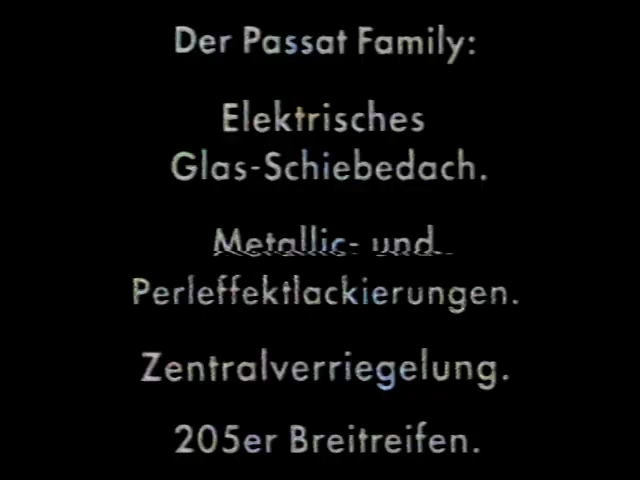 Der Passat Family:
Elektrisches
Glas-Schiebedach.
Metallic- und
Perleffektlackierungen.
Zentralverriegelung.
205er Breitreifen.